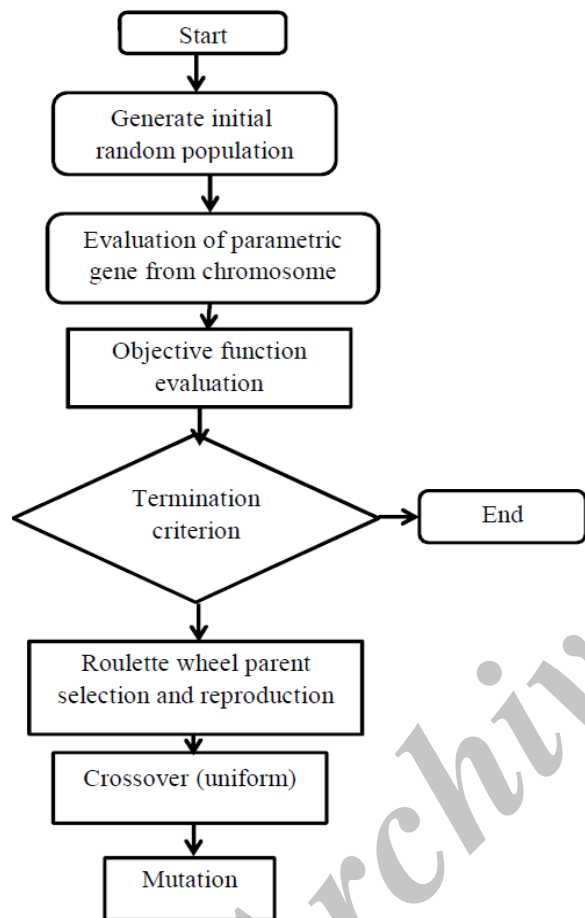 Start
Generate initial
random population
Evaluation of parametric
gene from chromosome
Objective function
evaluation
Termination
criterion
End
Roulette wheel parent
selection and reproduction
Crossover (uniform)
Mutation
Archiv